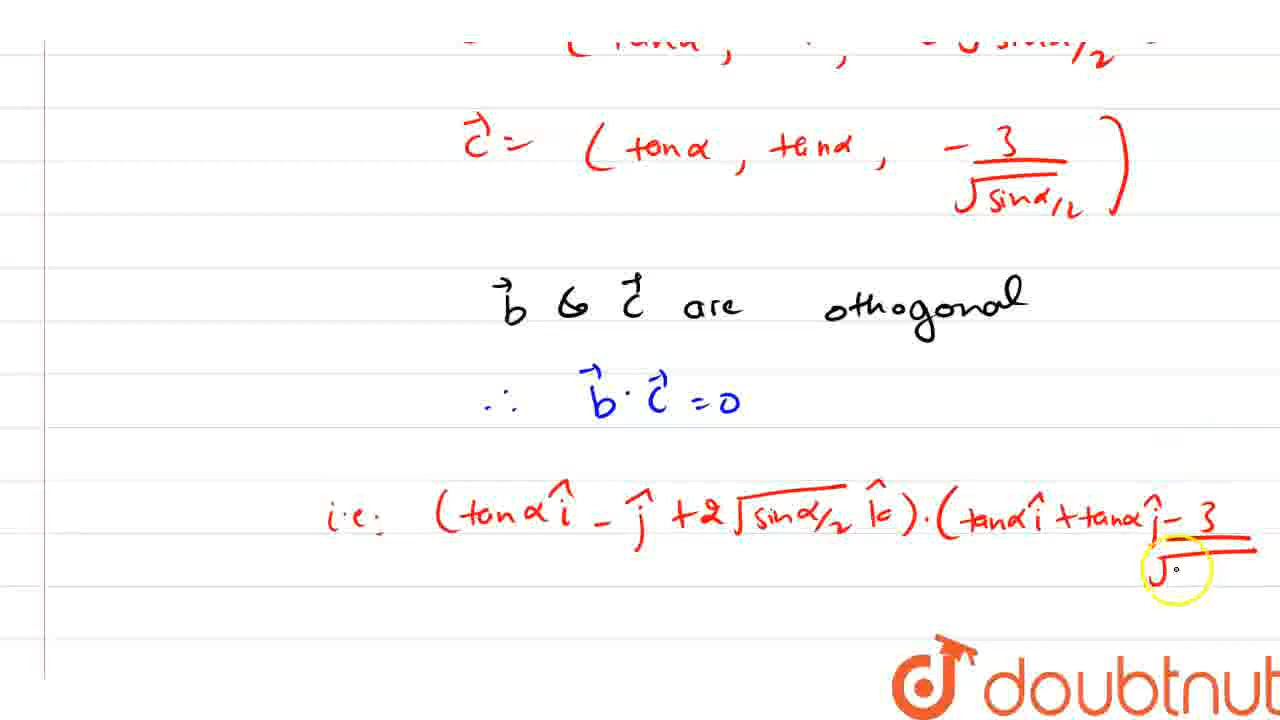 c⃗ = (tanα, tanα, -3/√sinα/2)
b⃗ & c⃗ are othogonal
∴ b⃗ · c⃗ = 0
i.e; (tanα î - ĵ + 2√sinα/2 k̂) · (tanα î + tanα ĵ - 3/√
doubtnut